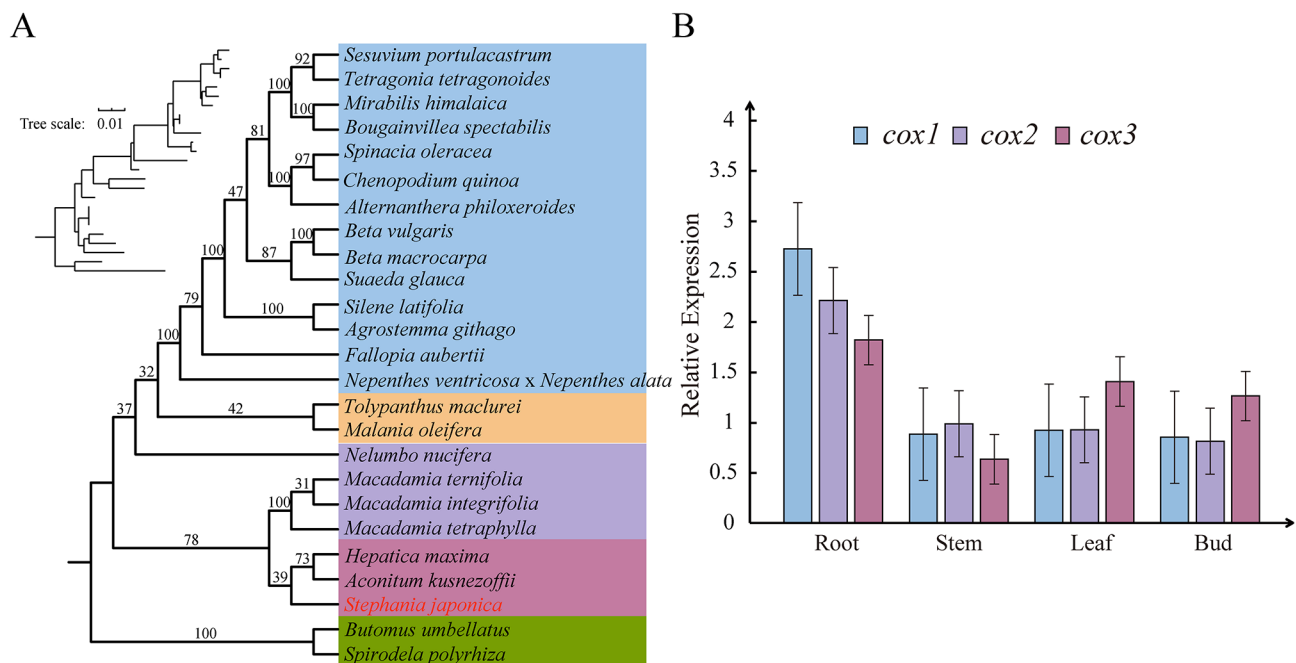 A
Tree scale: 0.01
92
100
100
81
97
100
47
100
87
100
79
100
100
32
42
37
31
100
78
73
39
100
Sesuvium portulacastrum
Tetragonia tetragonoides
Mirabilis himalaica
Bougainvillea spectabilis
Spinacia oleracea
Chenopodium quinoa
Alternanthera philoxeroides
Beta vulgaris
Beta macrocarpa
Suaeda glauca
Silene latifolia
Agrostemma githago
Fallopia aubertii
Nepenthes ventricosa x Nepenthes alata
Tolypanthus maclurei
Malania oleifera
Nelumbo nucifera
Macadamia ternifolia
Macadamia integrifolia
Macadamia tetraphylla
Hepatica maxima
Aconitum kusnezoffii
Stephania japonica
Butomus umbellatus
Spirodela polyrhiza
B
cox1 cox2 cox3
Relative Expression
4
3.5
3
2.5
2
1.5
1
0.5
0
Root Stem Leaf Bud